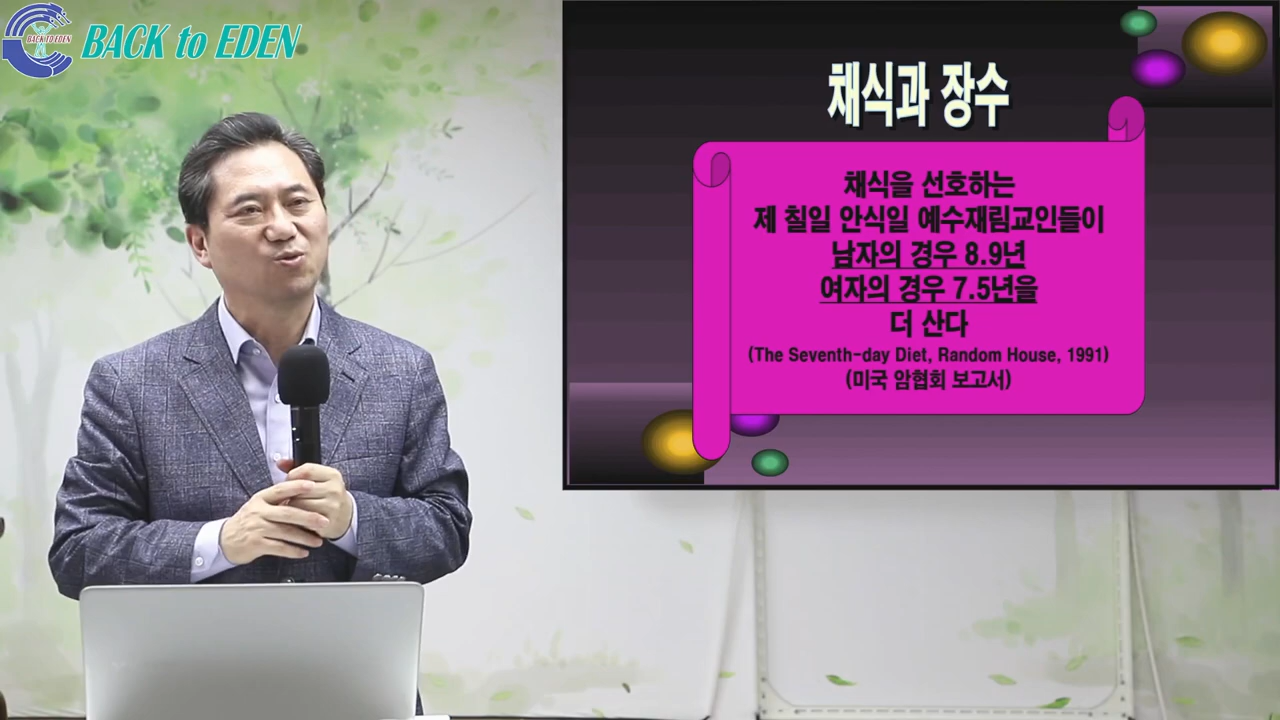 BACK TO EDEN
BACK to EDEN
채식과 장수
채식을 선호하는
제 칠일 안식일 예수재림교인들이
남자의 경우 8.9년
여자의 경우 7.5년을
더 산다
(The Seventh-day Diet, Random House, 1991)
(미국 암협회 보고서)